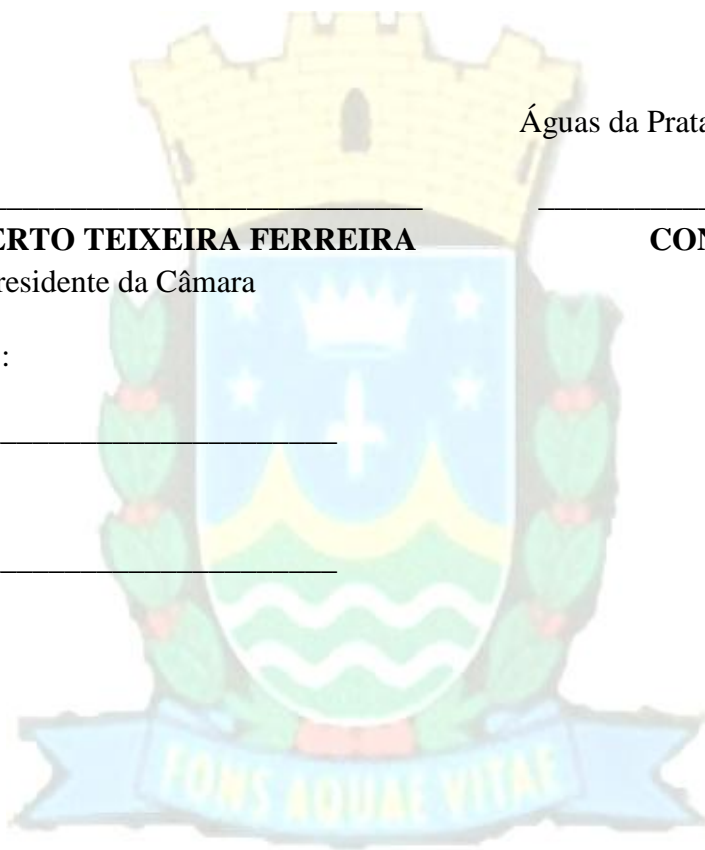 Águas da Prata
ERTO TEIXEIRA FERREIRA CON
residente da Câmara
:
FONS AQUAE VITAE